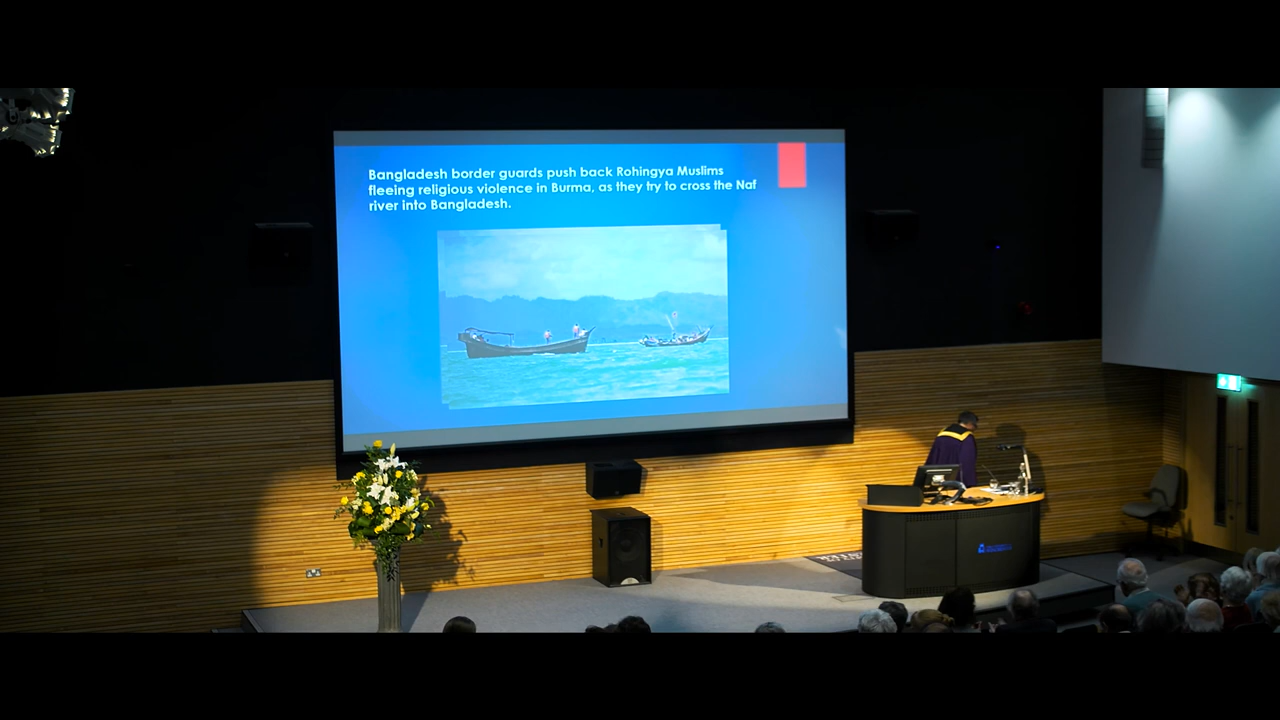 Bangladesh border guards push back Rohingya Muslims
fleeing religious violence in Burma, as they try to cross the Naf
river into Bangladesh.